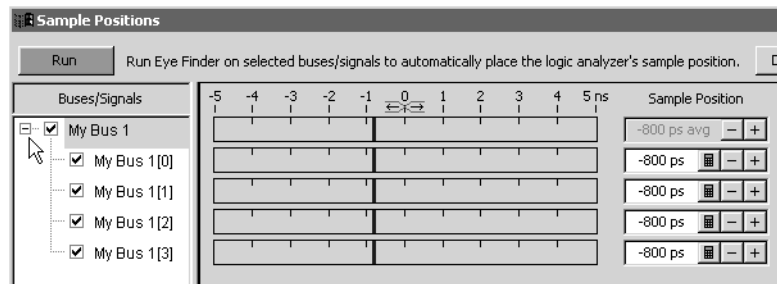 Sample Positions
Run Run Eye Finder on selected buses/signals to automatically place the logic analyzer's sample position.
Buses/Signals -5 -4 -3 -2 -1 0 1 2 3 4 5 ns Sample Position
My Bus 1 -800 ps avg - +
My Bus 1[0] -800 ps - +
My Bus 1[1] -800 ps - +
My Bus 1[2] -800 ps - +
My Bus 1[3] -800 ps - +